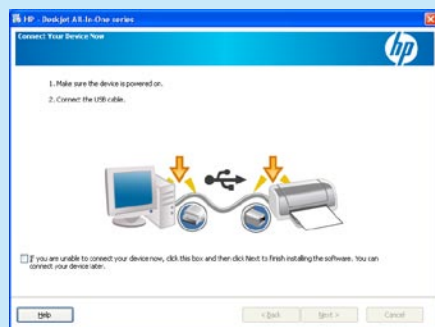 HP - Deskjet All-In-One series
Connect Your Device Now
hp
1. Make sure the device is powered on.
2. Connect the USB cable.
If you are unable to connect your device now, click this box and then click Next to finish installing the software. You can
connect your device later.
Help
< Back
Next >
Cancel